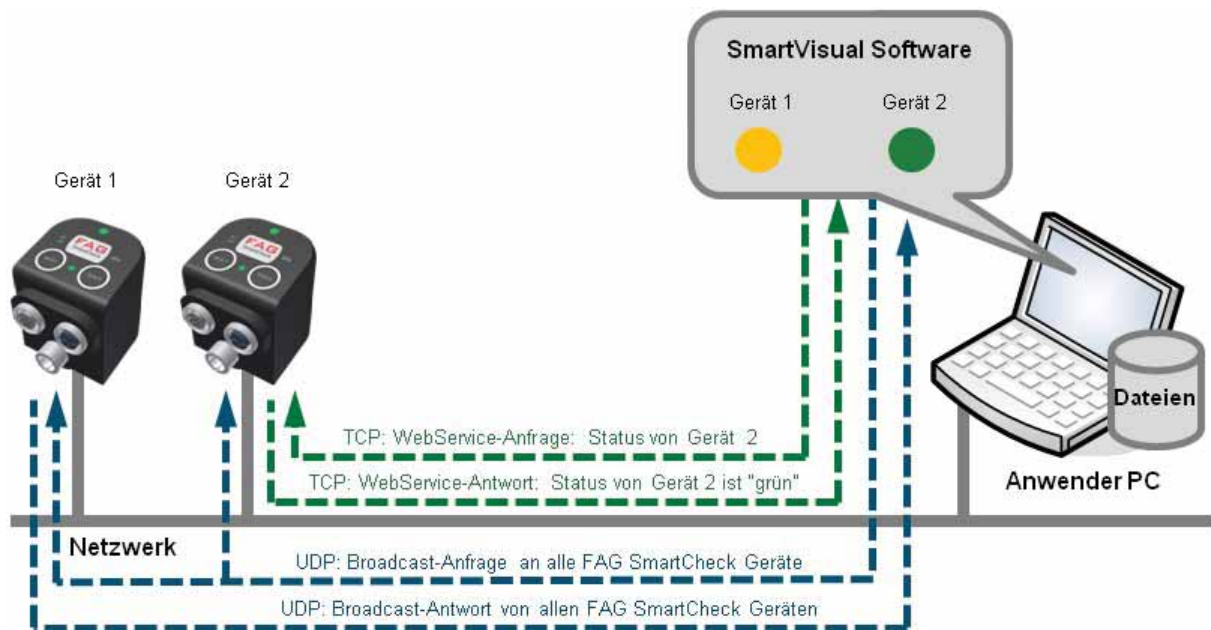 SmartVisual Software
Gerät 1
Gerät 2
Gerät 1
Gerät 2
FAG
FAG
TCP: WebService-Anfrage: Status von Gerät 2
TCP: WebService-Antwort: Status von Gerät 2 ist "grün"
Dateien
Anwender PC
Netzwerk
UDP: Broadcast-Anfrage an alle FAG SmartCheck Geräte
UDP: Broadcast-Antwort von allen FAG SmartCheck Geräten